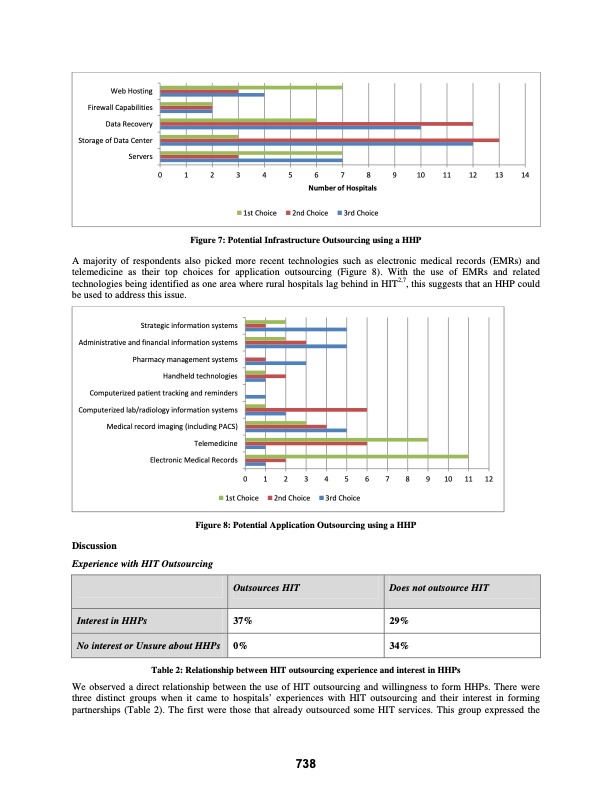 Web Hosting
Firewall Capabilities
Data Recovery
Storage of Data Center
Servers
0 1 2 3 4 5 6 7 8 9 10 11 12 13 14
Number of Hospitals
1st Choice 2nd Choice 3rd Choice
Figure 7: Potential Infrastructure Outsourcing using a HHP
A majority of respondents also picked more recent technologies such as electronic medical records (EMRs) and
telemedicine as their top choices for application outsourcing (Figure 8). With the use of EMRs and related
technologies being identified as one area where rural hospitals lag behind in HIT2,7, this suggests that an HHP could
be used to address this issue.
Strategic information systems
Administrative and financial information systems
Pharmacy management systems
Handheld technologies
Computerized patient tracking and reminders
Computerized lab/radiology information systems
Medical record imaging (including PACS)
Telemedicine
Electronic Medical Records
0 1 2 3 4 5 6 7 8 9 10 11 12
1st Choice 2nd Choice 3rd Choice
Figure 8: Potential Application Outsourcing using a HHP
Discussion
Experience with HIT Outsourcing
Outsources HIT Does not outsource HIT
Interest in HHPs 37% 29%
No interest or Unsure about HHPs 0% 34%
Table 2: Relationship between HIT outsourcing experience and interest in HHPs
We observed a direct relationship between the use of HIT outsourcing and willingness to form HHPs. There were
three distinct groups when it came to hospitals' experiences with HIT outsourcing and their interest in forming
partnerships (Table 2). The first were those that already outsourced some HIT services. This group expressed the
738